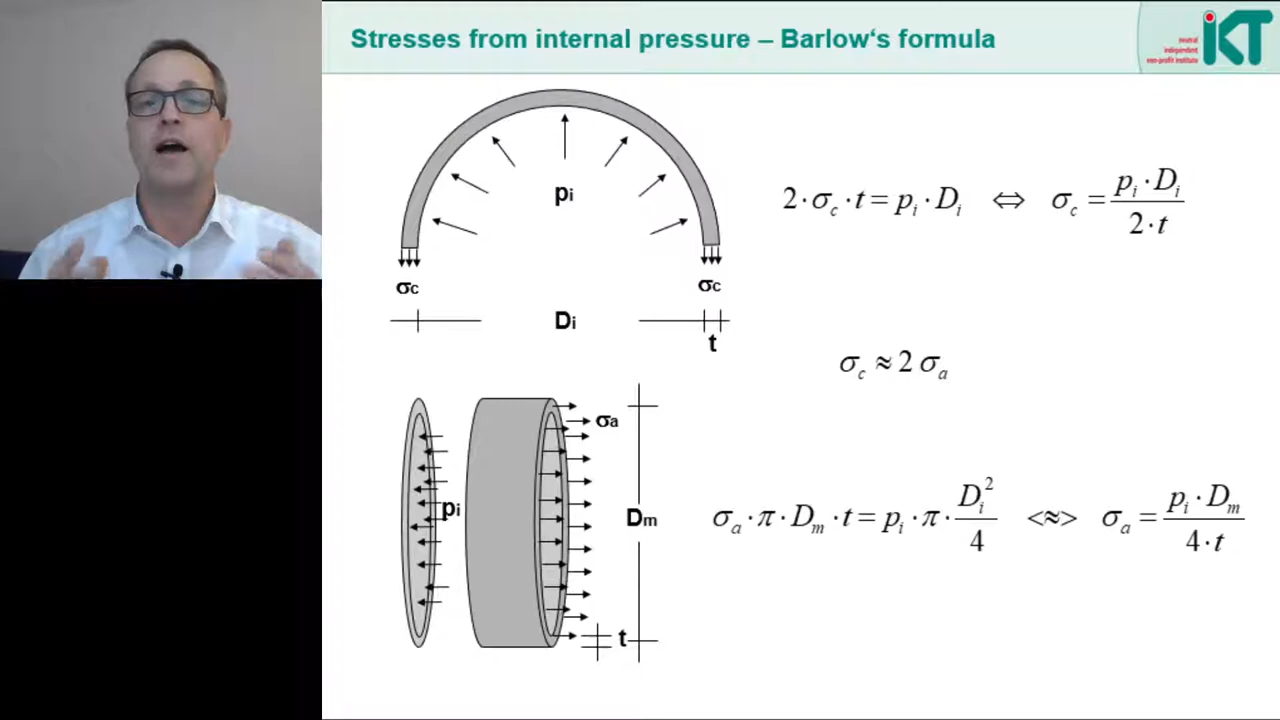 Stresses from internal pressure – Barlow‘s formula
iKT
neutral
independent
non-profit institute
pi
σc
σc
Di
t
2·σc·t = pi·Di ⇔ σc = pi·Di / 2·t
σc ≈ 2 σa
σa
pi
Dm
t
σa·π·Dm·t = pi·π·Di²/4 <≈> σa = pi·Dm / 4·t